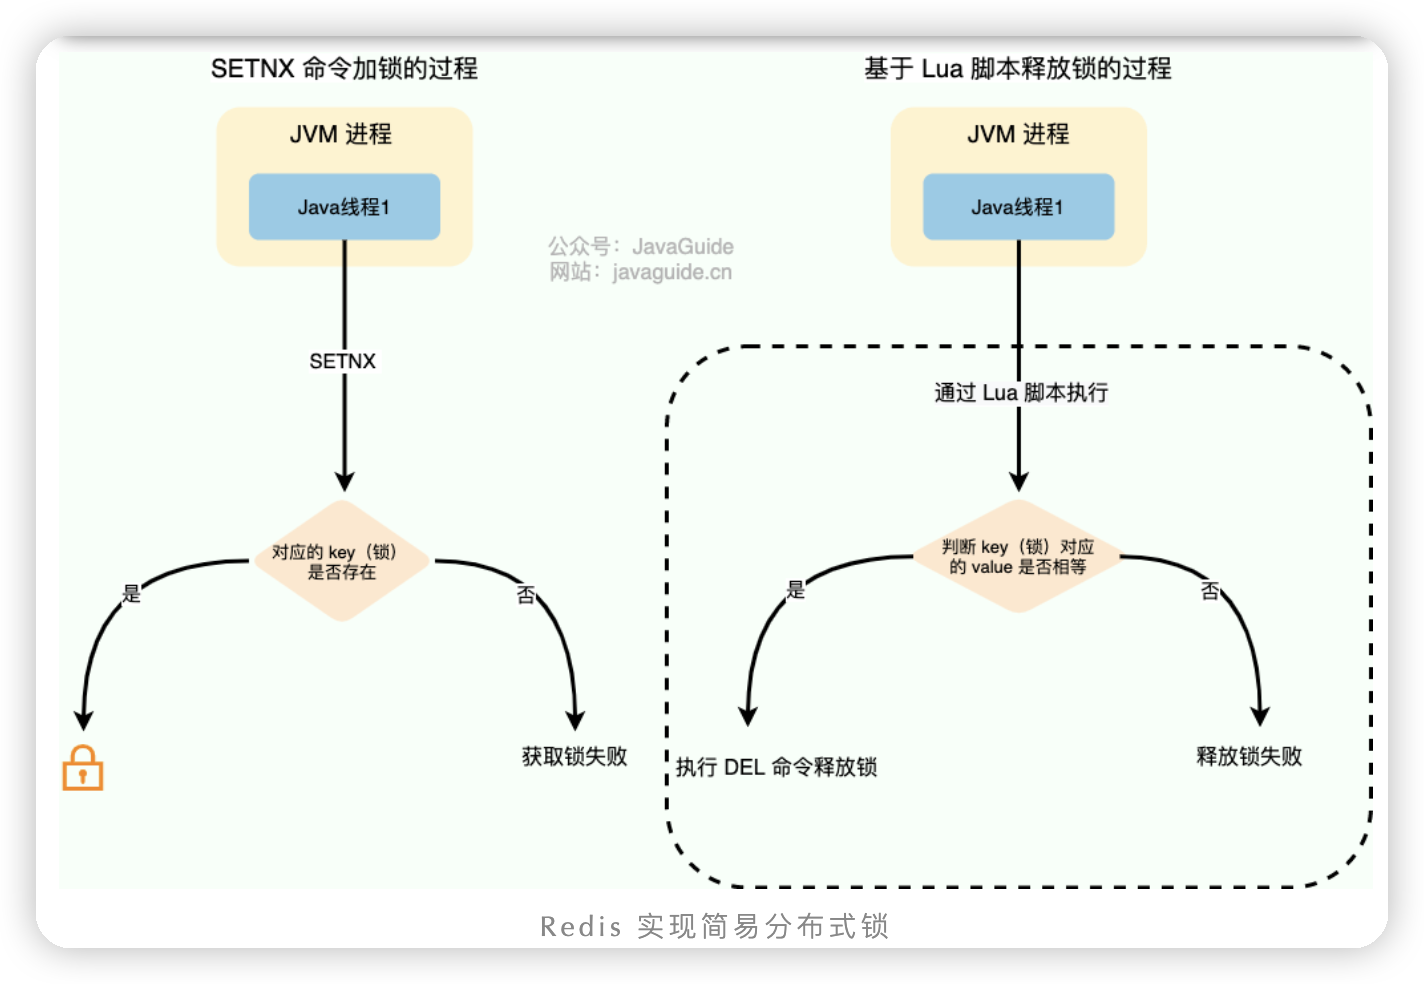 SETNX 命令加锁的过程
JVM 进程
Java线程1
SETNX
对应的 key（锁）
是否存在
是
否
获取锁失败
公众号：JavaGuide
网站：javaguide.cn
基于 Lua 脚本释放锁的过程
JVM 进程
Java线程1
通过 Lua 脚本执行
判断 key（锁）对应
的 value 是否相等
是
否
执行 DEL 命令释放锁
释放锁失败
Redis 实现简易分布式锁